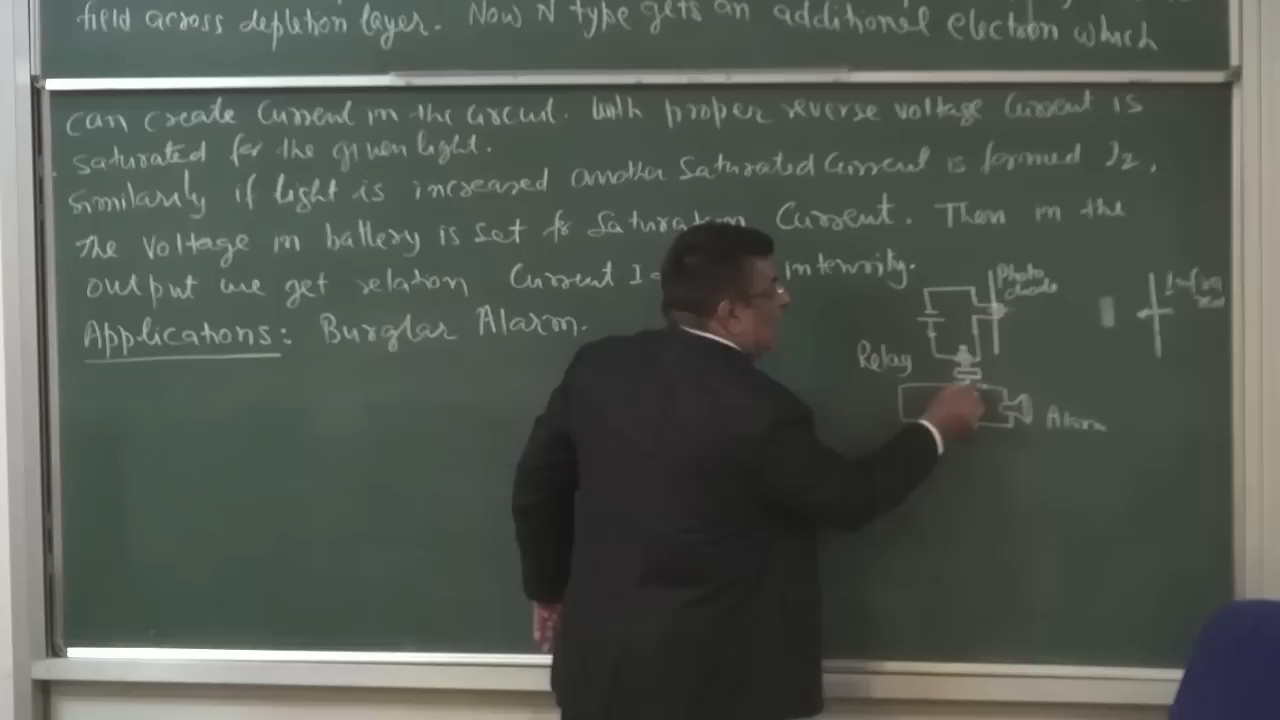 field across depletion layer. Now N type gets an additional electron which
can create current in the circuit. With proper reverse voltage current is
saturated for the given light.
Similarly if light is increased another saturated current is formed I2.
The voltage in battery is set to saturation current. Then in the
output we get relation current I intensity.
Applications: Burglar Alarm.
Photo
diode
Relay
Alarm